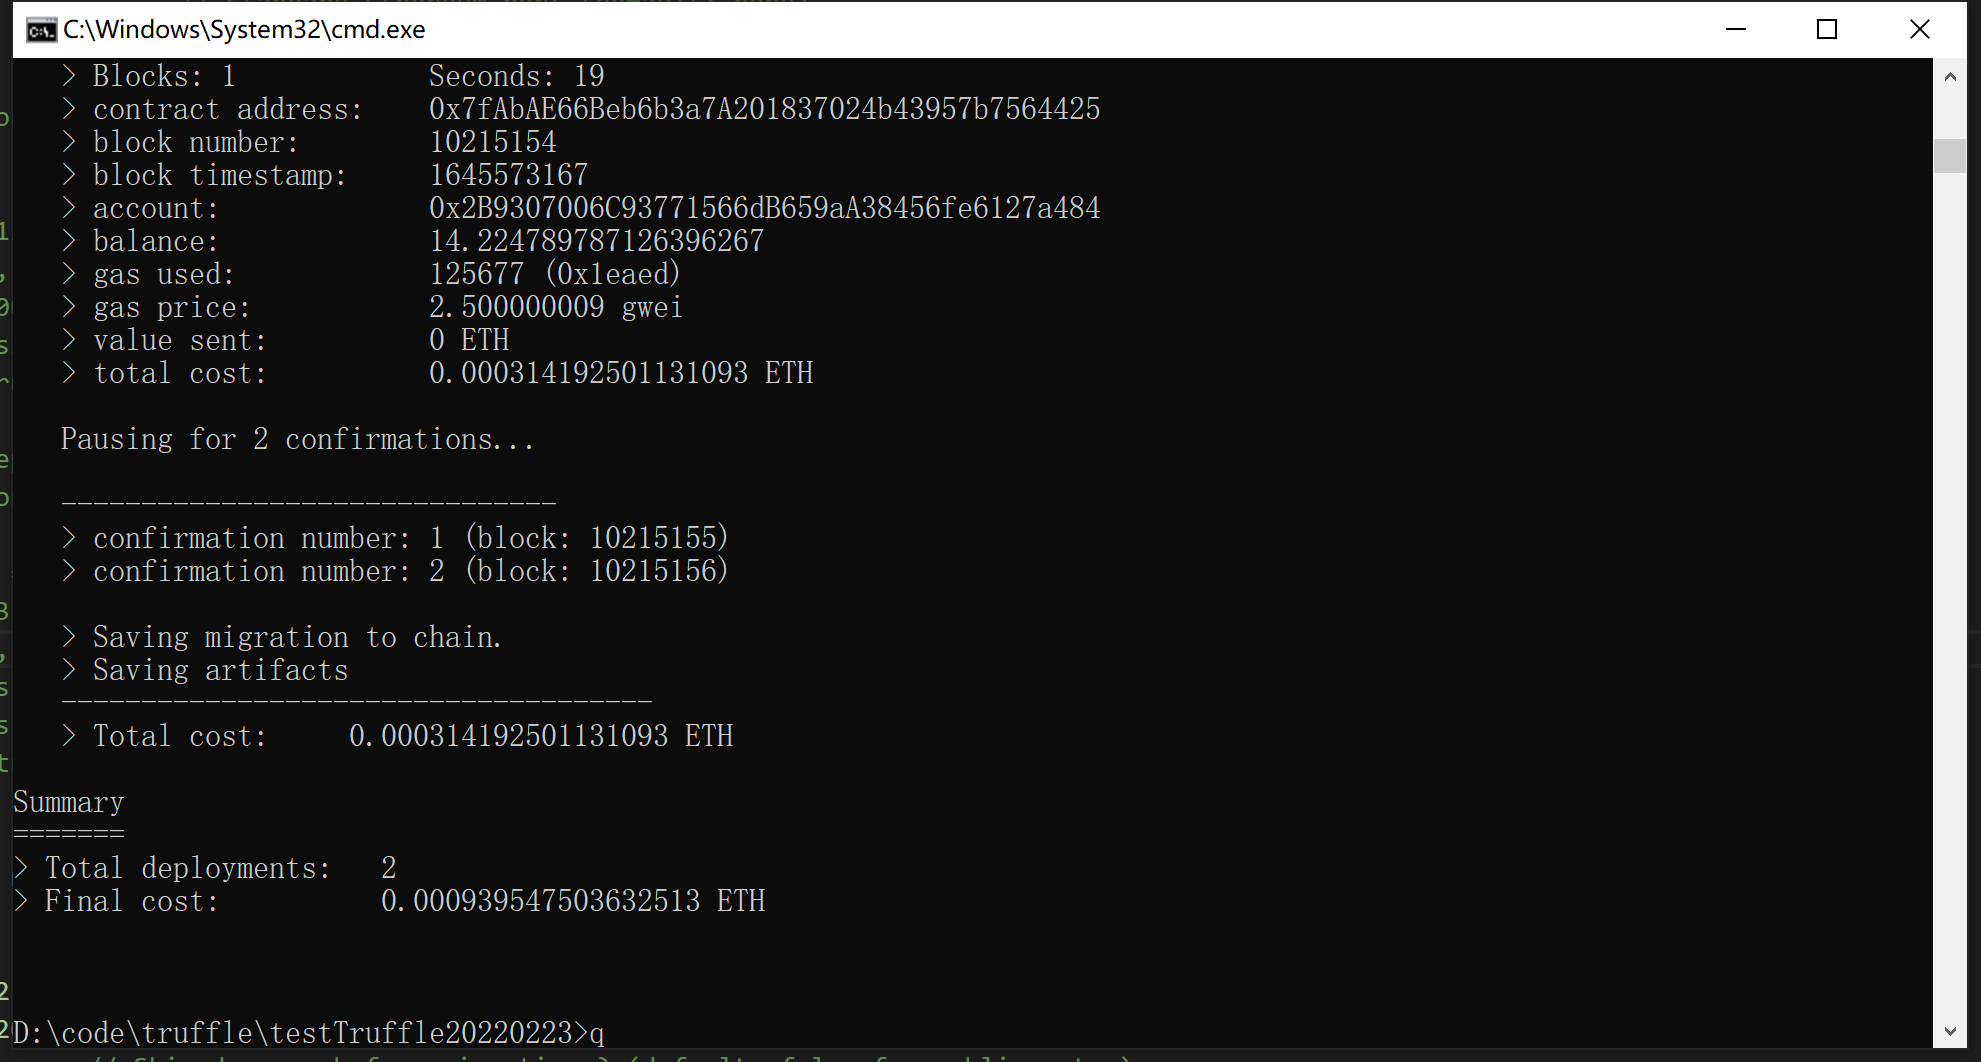 C:\Windows\System32\cmd.exe
> Blocks: 1 Seconds: 19
> contract address: 0x7fAbAE66Beb6b3a7A201837024b43957b7564425
> block number: 10215154
> block timestamp: 1645573167
> account: 0x2B9307006C93771566dB659aA38456fe6127a484
> balance: 14.224789787126396267
> gas used: 125677 (0x1eaed)
> gas price: 2.500000009 gwei
> value sent: 0 ETH
> total cost: 0.000314192501131093 ETH
Pausing for 2 confirmations...
-------------------------------
> confirmation number: 1 (block: 10215155)
> confirmation number: 2 (block: 10215156)
> Saving migration to chain.
> Saving artifacts
-------------------------------------
> Total cost: 0.000314192501131093 ETH
Summary
=======
> Total deployments: 2
> Final cost: 0.000939547503632513 ETH
D:\code\truffle\testTruffle20220223>q